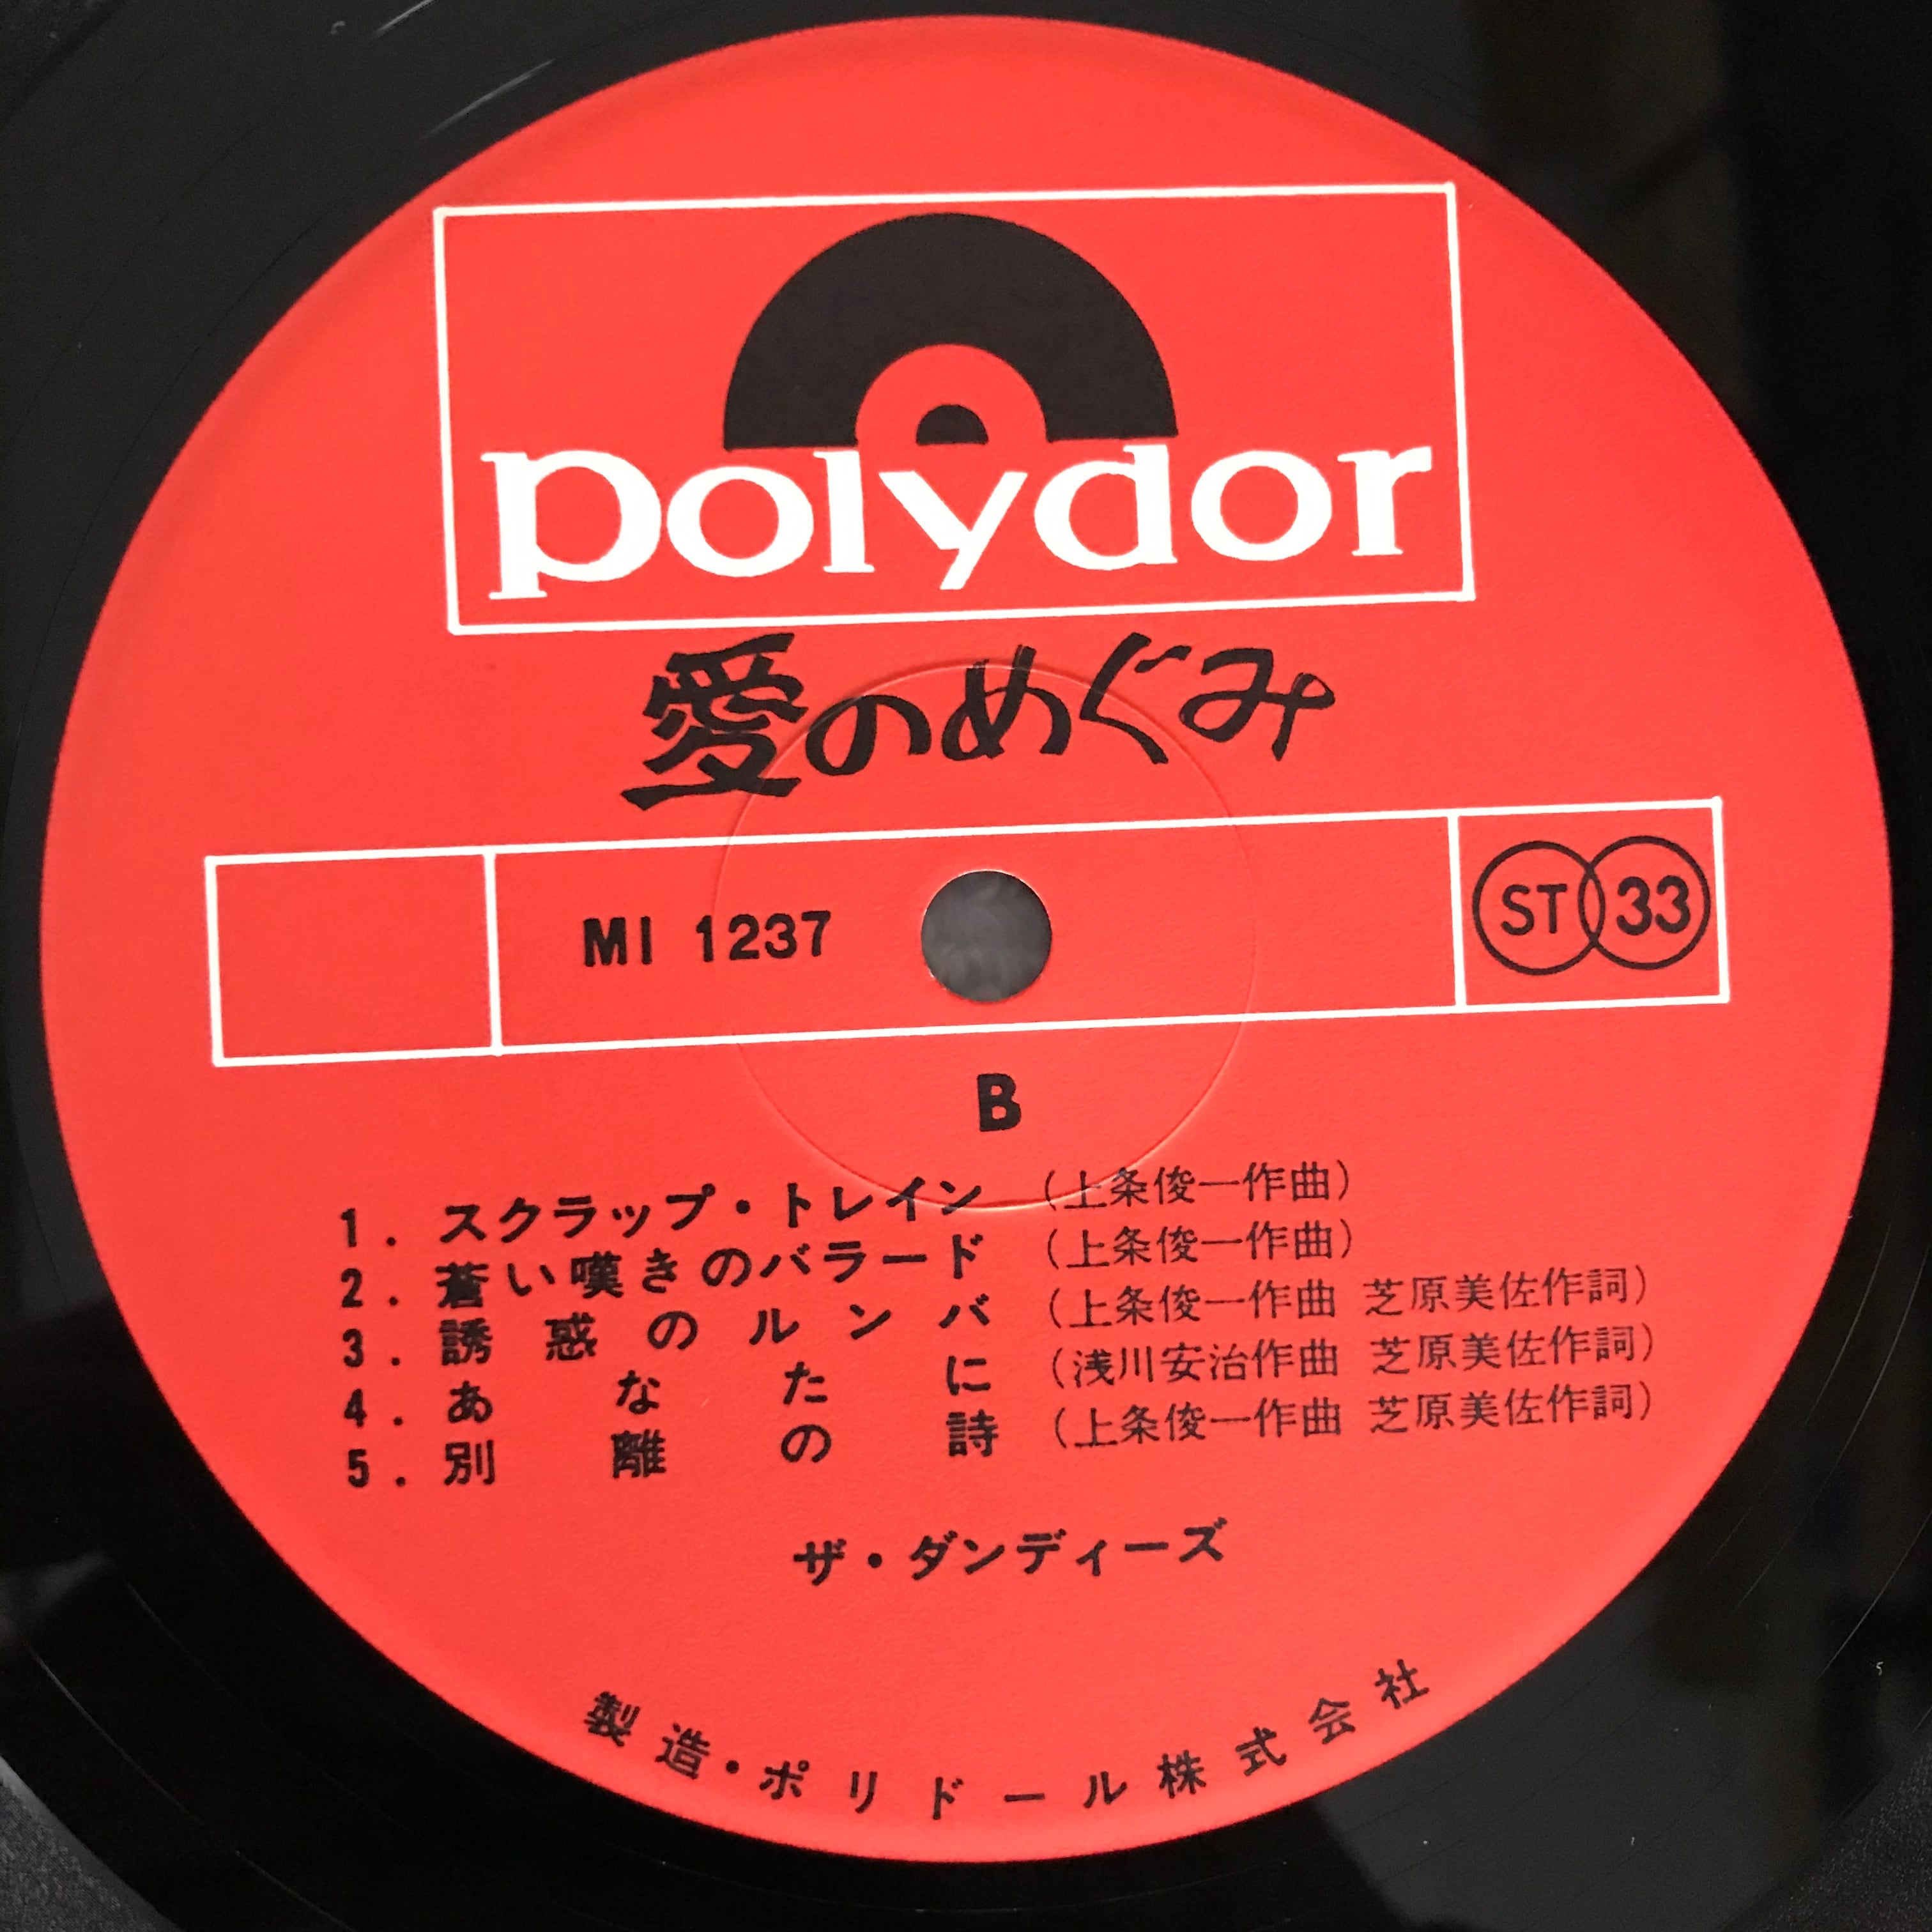 polydor
愛のめぐみ
MI 1237
ST 33
B
1. スクラップ・トレイン (上条俊一作曲)
2. 蒼い嘆きのバラード (上条俊一作曲)
3. 誘惑のルンバ (上条俊一作曲 芝原美佐作詞)
4. あなたに (浅川安治作曲 芝原美佐作詞)
5. 別離の詩 (上条俊一作曲 芝原美佐作詞)
ザ・ダンディーズ
製造・ポリドール株式会社